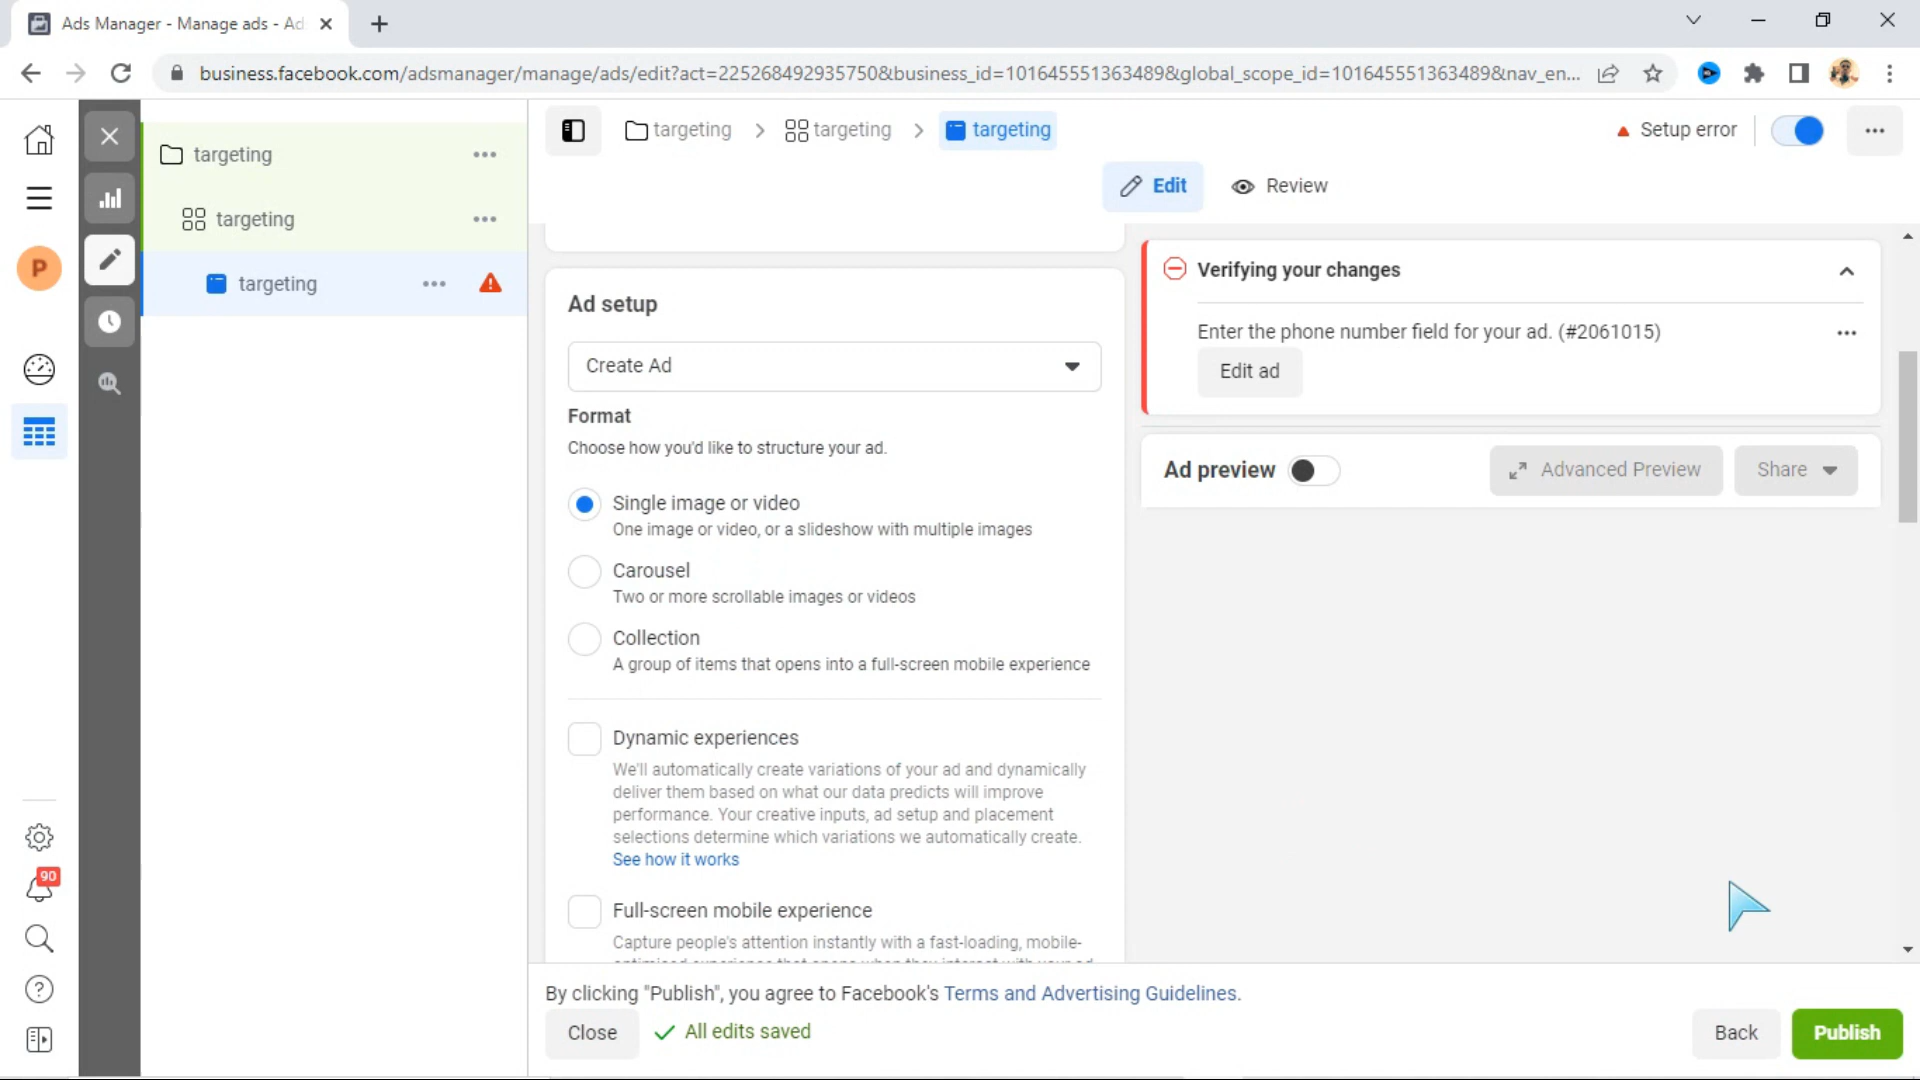 Ads Manager - Manage ads - Ad
business.facebook.com/adsmanager/manage/ads/edit?act=225268492935750&business_id=101645551363489&global_scope_id=101645551363489&nav_en...
P
90
targeting
targeting
targeting
targeting > targeting > targeting
Setup error
Edit
Review
Ad setup
Create Ad
Format
Choose how you'd like to structure your ad.
Single image or video
One image or video, or a slideshow with multiple images
Carousel
Two or more scrollable images or videos
Collection
A group of items that opens into a full-screen mobile experience
Dynamic experiences
We'll automatically create variations of your ad and dynamically
deliver them based on what our data predicts will improve
performance. Your creative inputs, ad setup and placement
selections determine which variations we automatically create.
See how it works
Full-screen mobile experience
Capture people's attention instantly with a fast-loading, mobile-
Verifying your changes
Enter the phone number field for your ad. (#2061015)
Edit ad
Ad preview
Advanced Preview
Share
By clicking "Publish", you agree to Facebook's Terms and Advertising Guidelines.
Close
All edits saved
Back
Publish